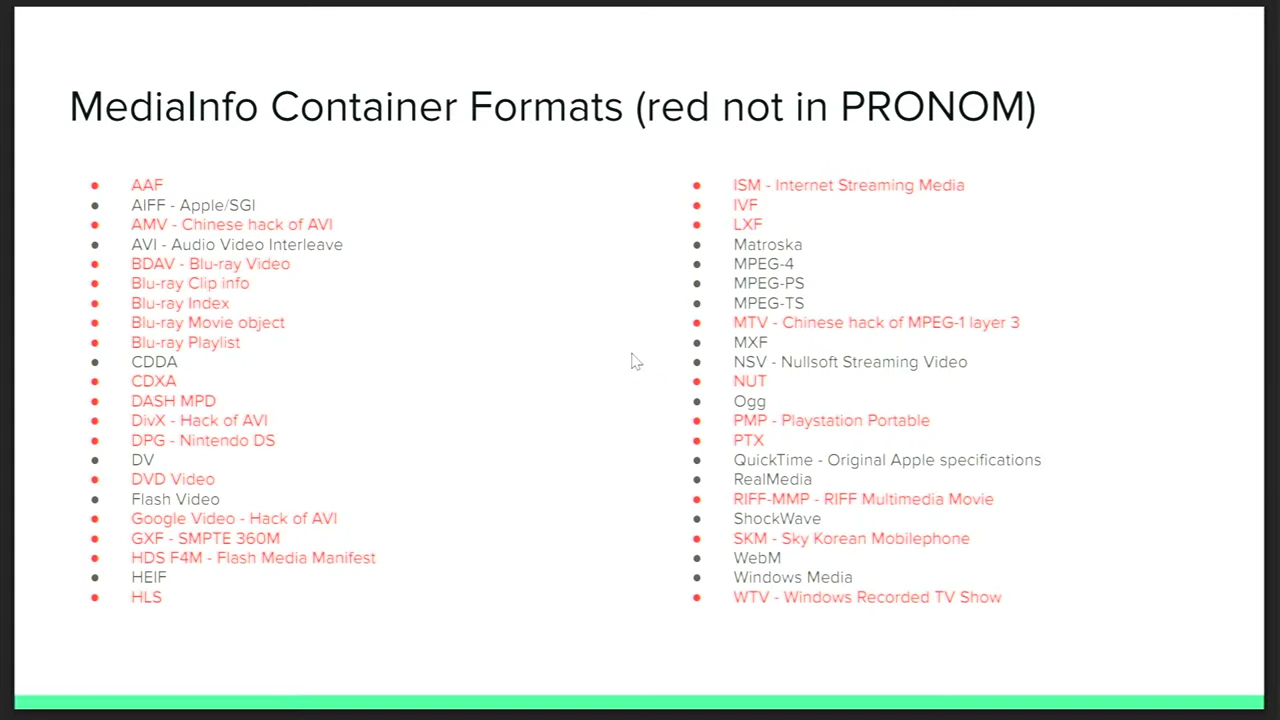 MediaInfo Container Formats (red not in PRONOM)
AAF
AIFF - Apple/SGI
AMV - Chinese hack of AVI
AVI - Audio Video Interleave
BDAV - Blu-ray Video
Blu-ray Clip info
Blu-ray Index
Blu-ray Movie object
Blu-ray Playlist
CDDA
CDXA
DASH MPD
DivX - Hack of AVI
DPG - Nintendo DS
DV
DVD Video
Flash Video
Google Video - Hack of AVI
GXF - SMPTE 360M
HDS F4M - Flash Media Manifest
HEIF
HLS
ISM - Internet Streaming Media
IVF
LXF
Matroska
MPEG-4
MPEG-PS
MPEG-TS
MTV - Chinese hack of MPEG-1 layer 3
MXF
NSV - Nullsoft Streaming Video
NUT
Ogg
PMP - Playstation Portable
PTX
QuickTime - Original Apple specifications
RealMedia
RIFF-MMP - RIFF Multimedia Movie
ShockWave
SKM - Sky Korean Mobilephone
WebM
Windows Media
WTV - Windows Recorded TV Show